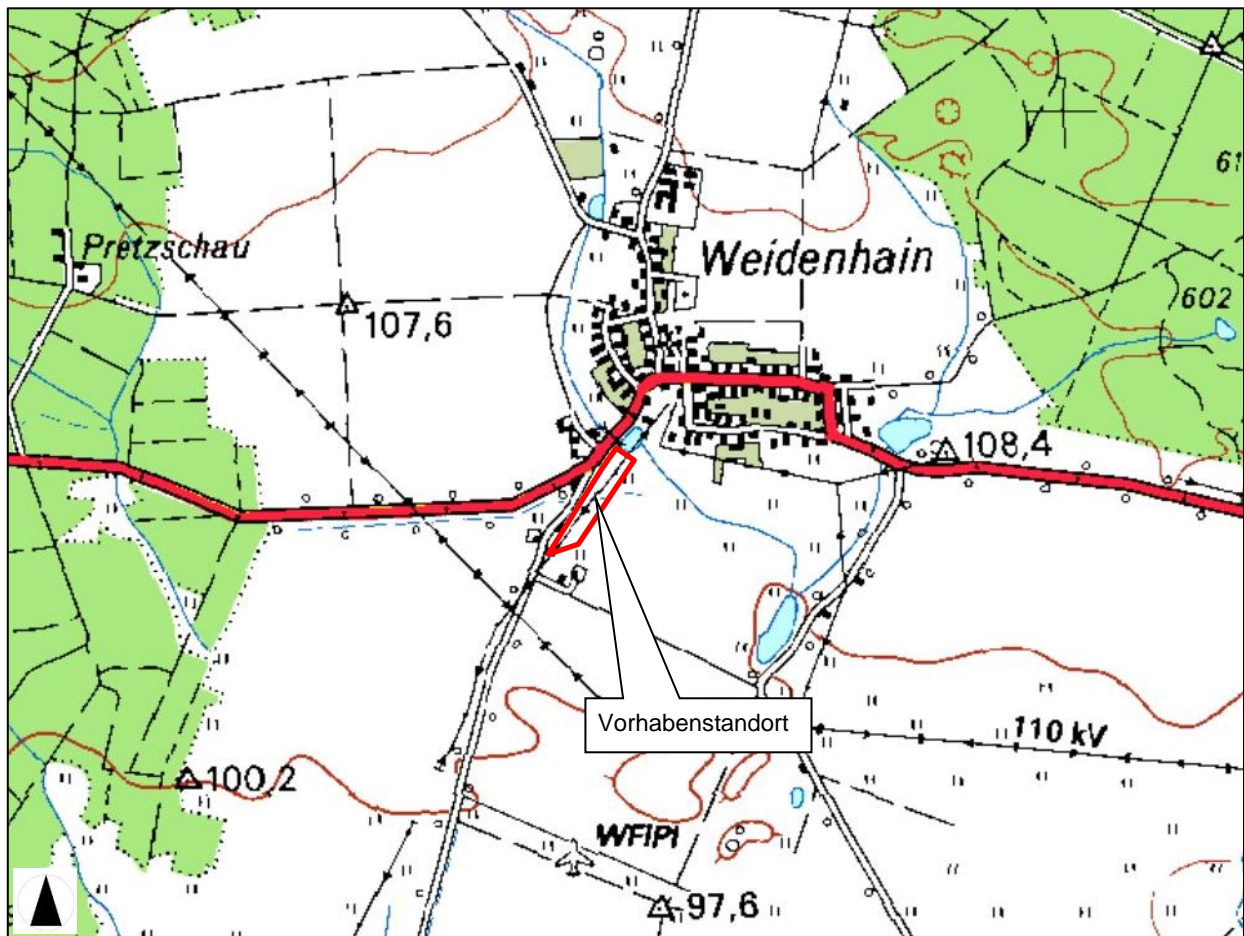 61
Pretzschau
Weidenhain
602
107,6
108,4
Vorhabenstandort
110 kV
100,2
WFlPl
97,6